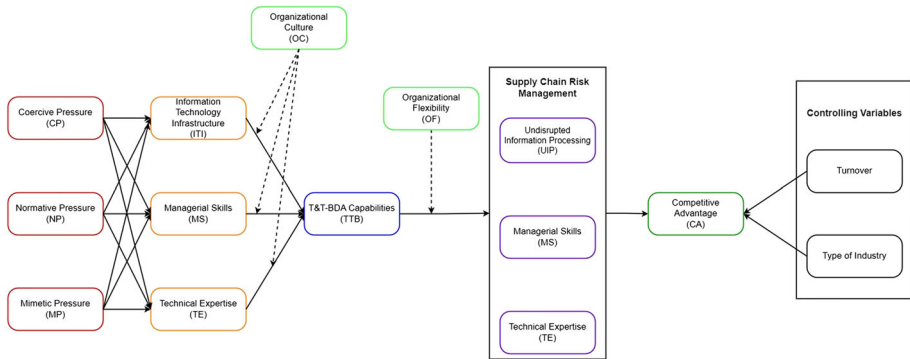 Organizational
Culture
(OC)
Supply Chain Risk
Management
Coercive Pressure
(CP)
Information
Technology
Infrastructure
(ITI)
Organizational
Flexibility
(OF)
Controlling Variables
Undisrupted
Information Processing
(UIP)
Turnover
Normative Pressure
(NP)
Managerial Skills
(MS)
T&T-BDA Capabilities
(TTB)
Competitive
Advantage
(CA)
Managerial Skills
(MS)
Type of Industry
Mimetic Pressure
(MP)
Technical Expertise
(TE)
Technical Expertise
(TE)